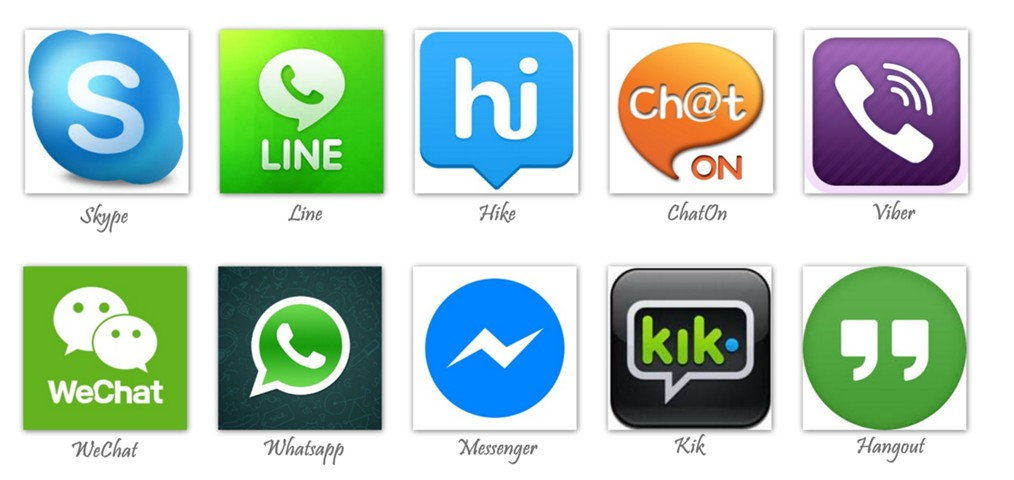 S
LINE
hi
Ch@t
ON
Skype
Line
Hike
ChatOn
Viber
WeChat
kik
WeChat
Whatsapp
Messenger
Kik
Hangout